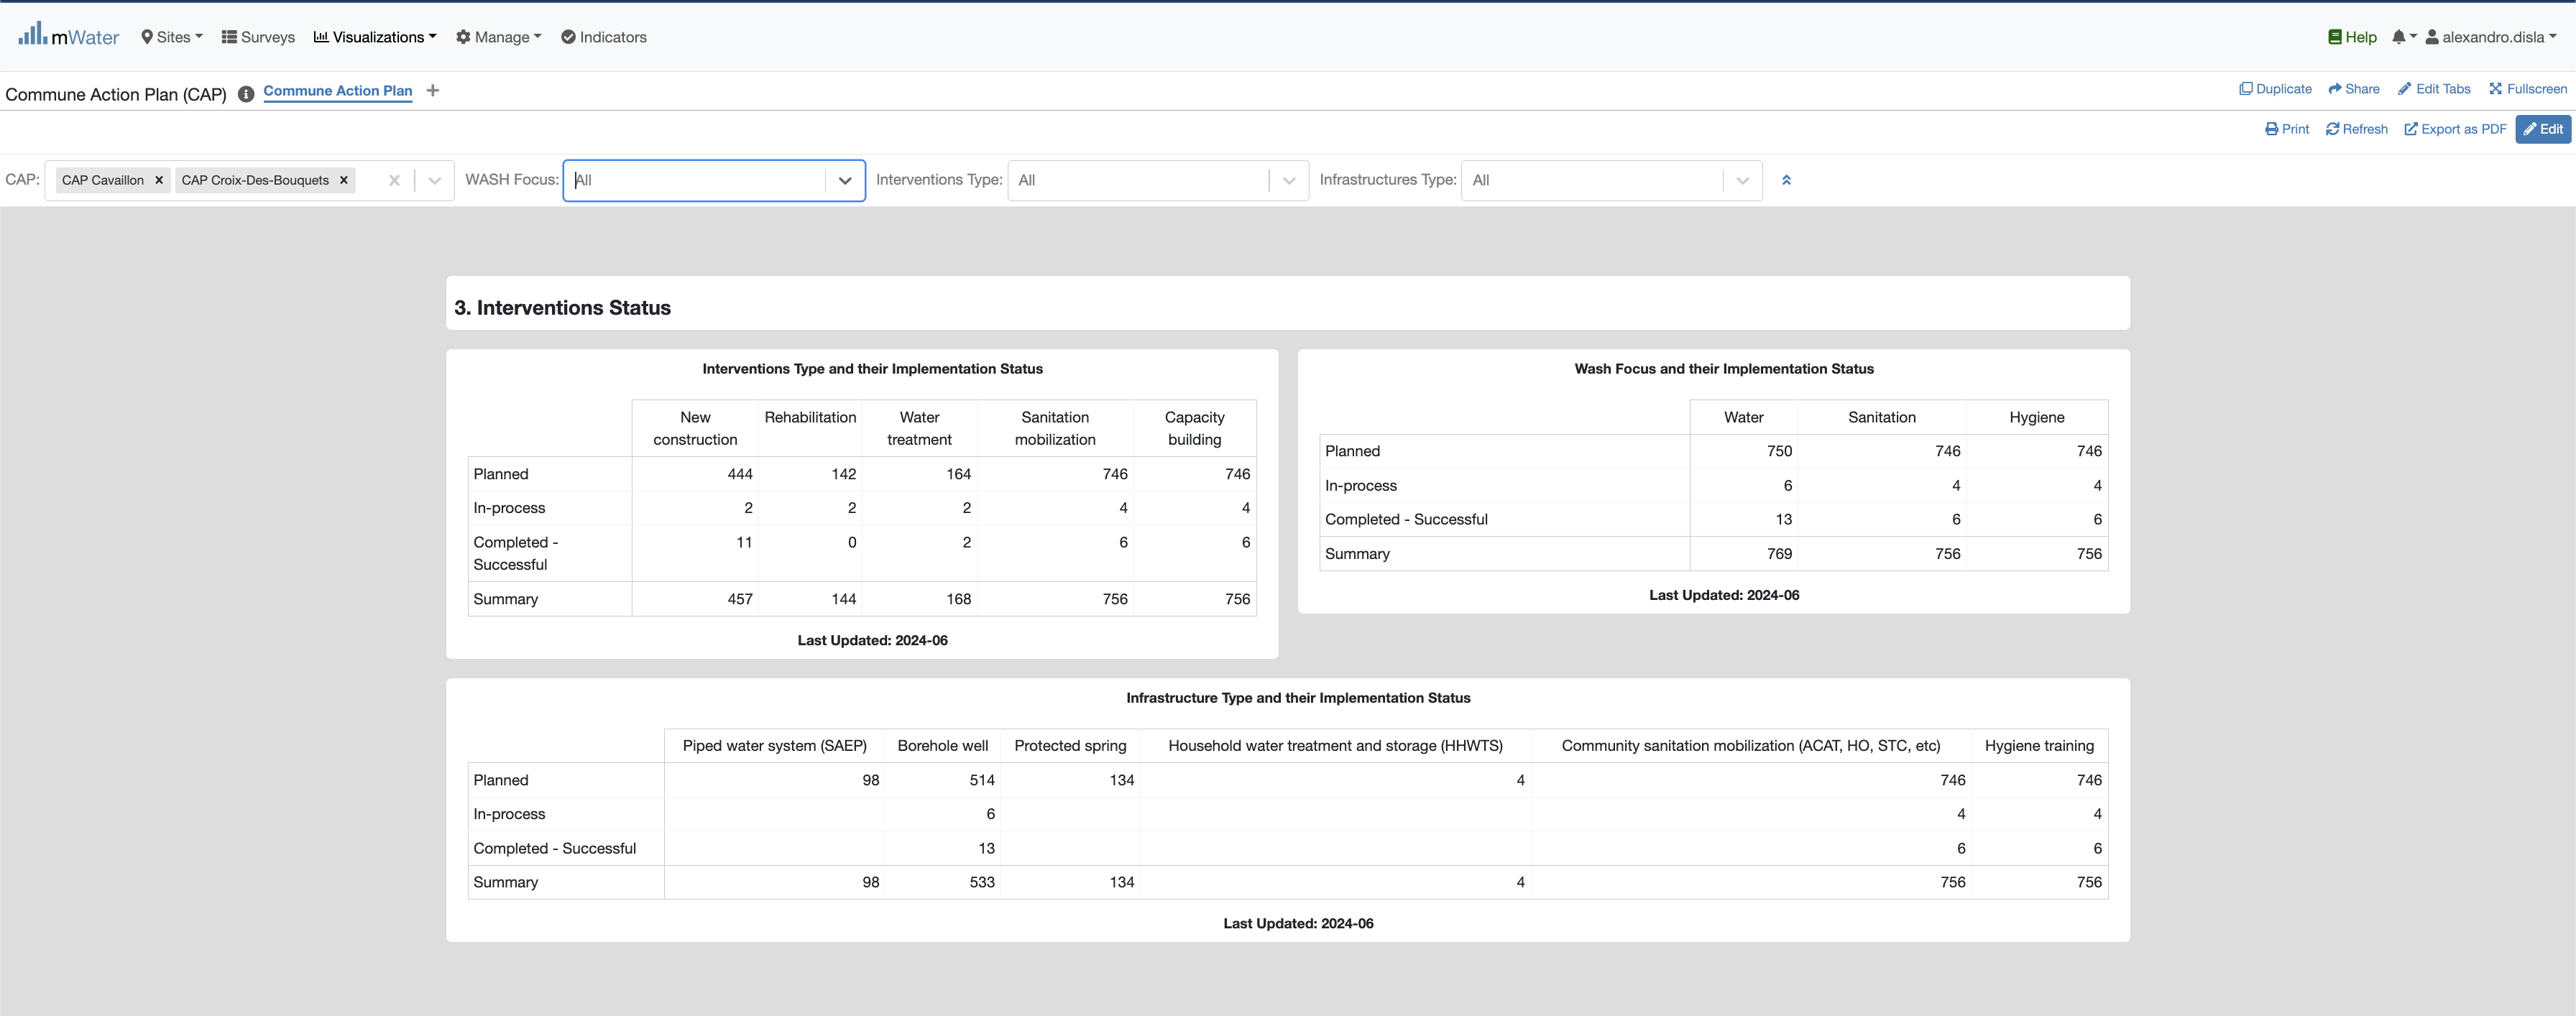 mWater Sites Surveys Visualizations Manage Indicators Help alexandro.disla
Commune Action Plan (CAP) Commune Action Plan + Duplicate Share Edit Tabs Fullscreen
Print Refresh Export as PDF Edit
CAP: CAP Cavaillon × CAP Croix-Des-Bouquets × × WASH Focus: All Interventions Type: All Infrastructures Type: All
3. Interventions Status
Interventions Type and their Implementation Status
New construction Rehabilitation Water treatment Sanitation mobilization Capacity building
Planned 444 142 164 746 746
In-process 2 2 2 4 4
Completed - Successful 11 0 2 6 6
Summary 457 144 168 756 756
Last Updated: 2024-06
Wash Focus and their Implementation Status
Water Sanitation Hygiene
Planned 750 746 746
In-process 6 4 4
Completed - Successful 13 6 6
Summary 769 756 756
Last Updated: 2024-06
Infrastructure Type and their Implementation Status
Piped water system (SAEP) Borehole well Protected spring Household water treatment and storage (HHWTS) Community sanitation mobilization (ACAT, HO, STC, etc) Hygiene training
Planned 98 514 134 4 746 746
In-process 6 4 4
Completed - Successful 13 6 6
Summary 98 533 134 4 756 756
Last Updated: 2024-06